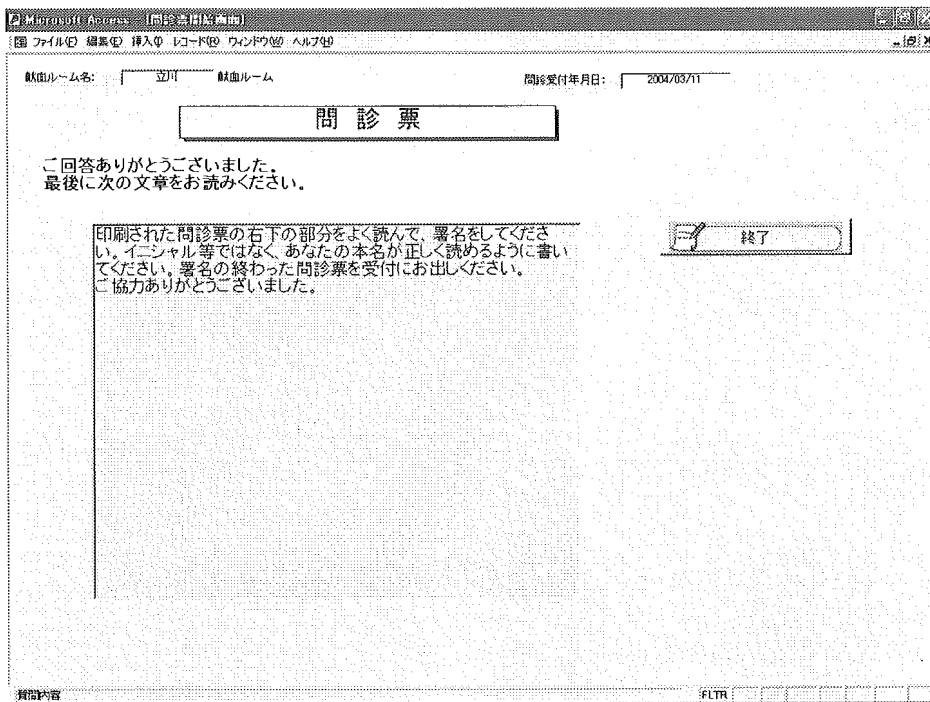 Microsoft Access - [問診票開始画面]
ファイル(F) 編集(E) 挿入(I) レコード(R) ウィンドウ(W) ヘルプ(H)
献血ルーム名: 立川 献血ルーム 問診受付年月日: 2004/03/11
問 診 票
ご回答ありがとうございました。
最後に次の文章をお読みください。
印刷された問診票の右下の部分をよく読んで、署名をしてくださ
い。イニシャル等ではなく、あなたの本名が正しく読めるように書い
てください。署名の終わった問診票を受付にお出しください。
ご協力ありがとうございました。
終了
質問内容 FLTR